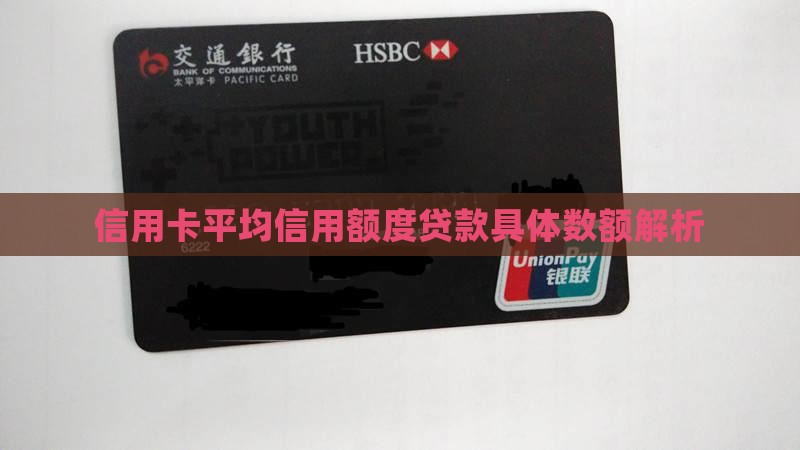 交通銀行
BANK OF COMMUNICATIONS
太平洋卡 PACIFIC CARD
HSBC
YOUTH
POWER
信用卡平均信用额度贷款具体数额解析
6222
UnionPay
银联